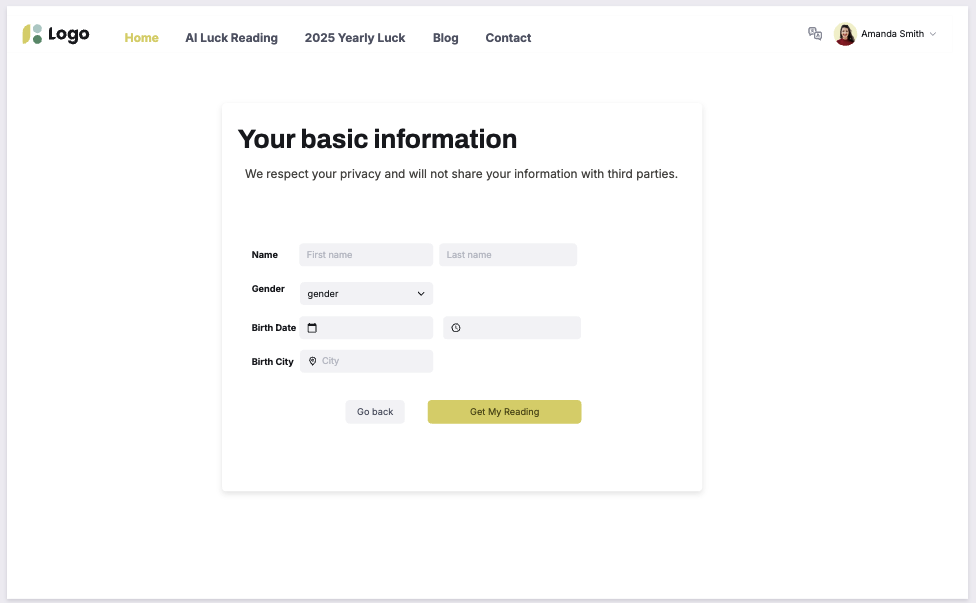 Logo
Home AI Luck Reading 2025 Yearly Luck Blog Contact
Amanda Smith
Your basic information
We respect your privacy and will not share your information with third parties.
Name First name Last name
Gender gender
Birth Date
Birth City City
Go back Get My Reading